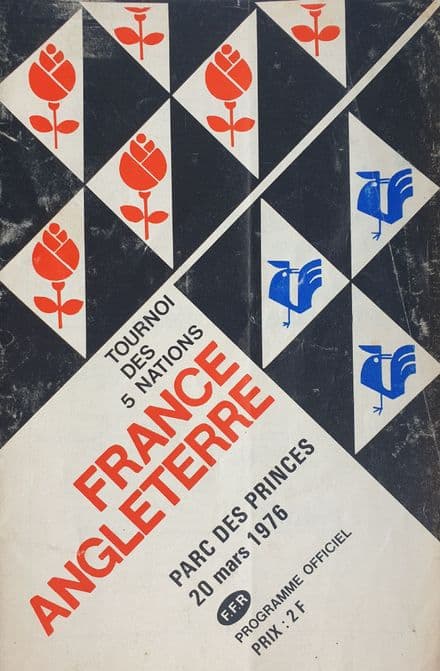 TOURNOI
DES
5 NATIONS
FRANCE
ANGLETERRE
PARC DES PRINCES
20 mars 1976
F.F.R
PROGRAMME OFFICIEL
PRIX : 2 F